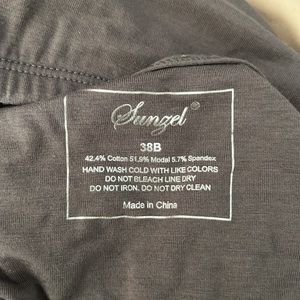 Sunzel®
38B
42.4% Cotton 51.9% Modal 5.7% Spandex
HAND WASH COLD WITH LIKE COLORS
DO NOT BLEACH LINE DRY
DO NOT IRON. DO NOT DRY CLEAN
Made in China